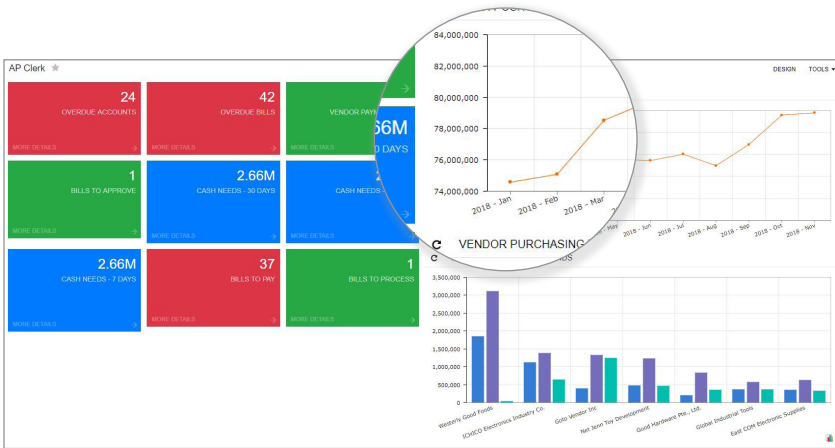 AP Clerk
DESIGN TOOLS
24
OVERDUE ACCOUNTS
MORE DETAILS
42
OVERDUE BILLS
MORE DETAILS
VENDOR
66M
DAYS
1
BILLS TO APPROVE
MORE DETAILS
2.66M
CASH NEEDS - 30 DAYS
MORE DETAILS
CASH NEEDS
2.66M
CASH NEEDS - 7 DAYS
MORE DETAILS
37
BILLS TO PAY
MORE DETAILS
1
BILLS TO PROCESS
MORE DETAILS
84,000,000
82,000,000
80,000,000
78,000,000
76,000,000
74,000,000
2018 - Jan
2018 - Feb
2018 - Mar
May
2018 - Jun
2018 - Jul
2018 - Aug
2018 - Sep
2018 - Oct
2018 - Nov
VENDOR PURCHASING
3,500,000
3,000,000
2,500,000
2,000,000
1,500,000
1,000,000
500,000
0
Westerly Good Foods
ICHICO Electronics Industry Co.
Goto Vendor Inc.
Net Jenn Toy Development
Good Hardware Pte., Ltd.
Global Industrial Tools
East COM Electronic Supplies